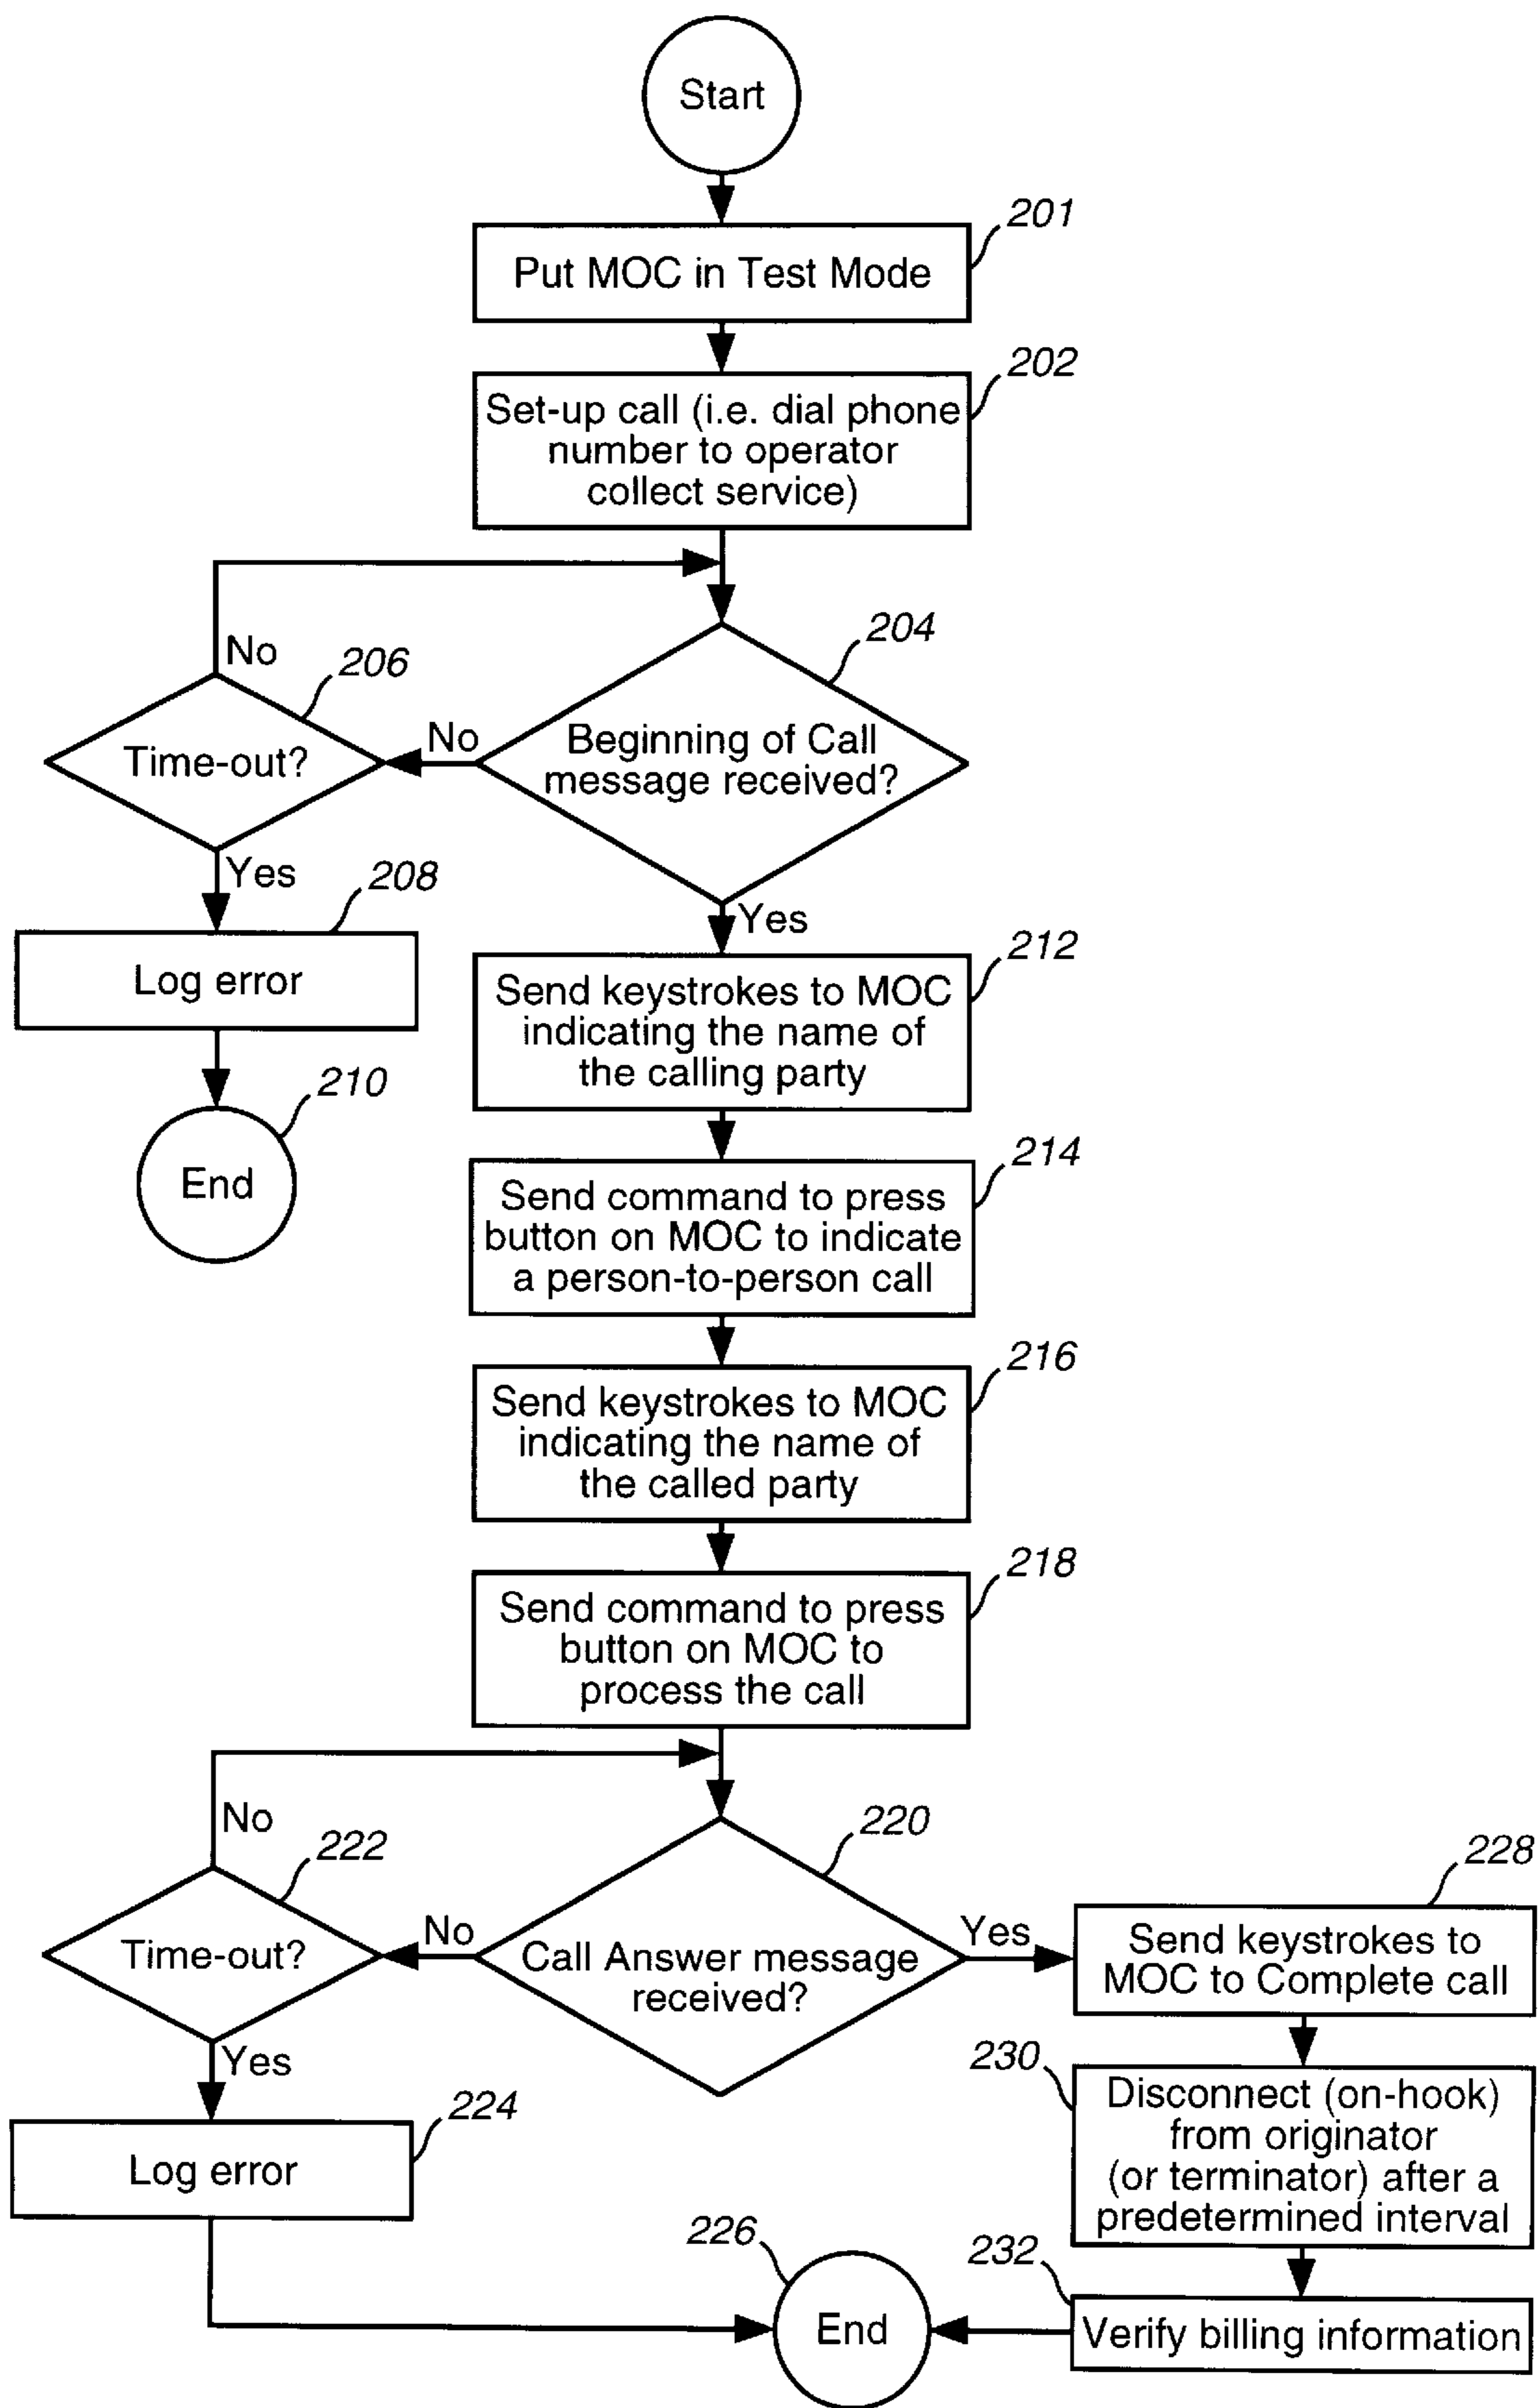 Start
201
Put MOC in Test Mode
202
Set-up call (i.e. dial phone
number to operator
collect service)
204
No
206
Beginning of Call
message received?
No
Time-out?
Yes
208
Yes
Log error
212
Send keystrokes to MOC
indicating the name of
the calling party
210
End
214
Send command to press
button on MOC to indicate
a person-to-person call
216
Send keystrokes to MOC
indicating the name of
the called party
218
Send command to press
button on MOC to
process the call
No
220
222
228
No
Time-out?
Call Answer message
received?
Yes
Send keystrokes to
MOC to Complete call
Yes
230
Disconnect (on-hook)
from originator
(or terminator) after a
predetermined interval
224
Log error
226
End
232
Verify billing information